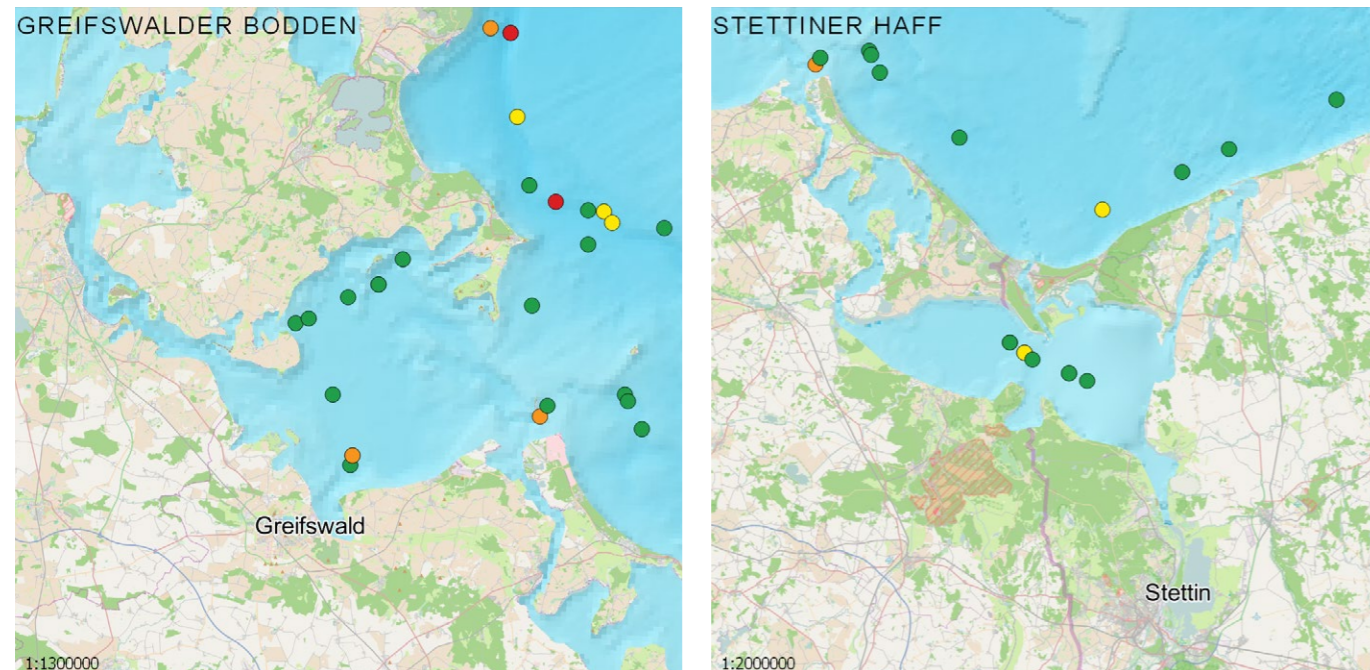 GREIFSWALDER BODDEN
STETTINER HAFF
Greifswald
Stettin
1:1300000
1:2000000